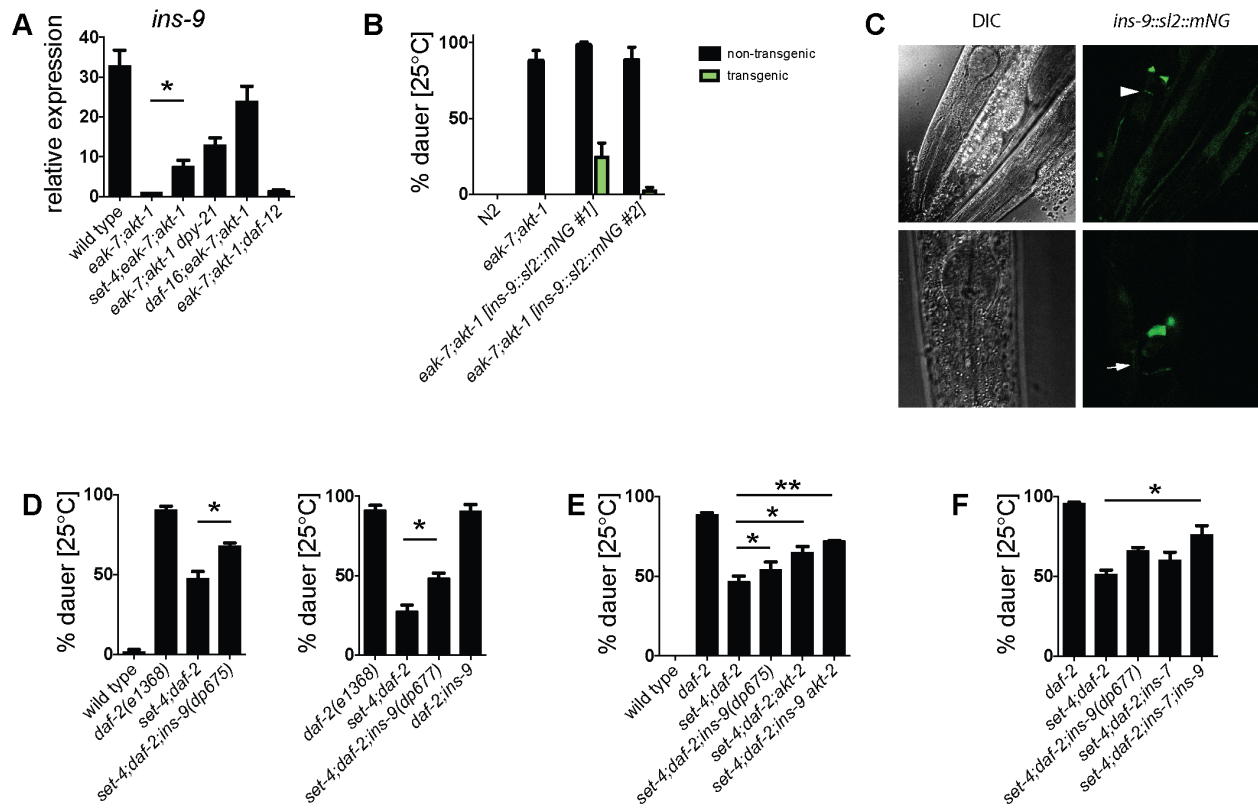 A
ins-9
relative expression
40
30
20
10
0
*
wild type
eak-7;akt-1
set-4;eak-7;akt-1
eak-7;akt-1 dpy-21
daf-16;eak-7;akt-1
eak-7;akt-1;daf-12
B
% dauer [25°C]
100
50
0
N2
eak-7;akt-1
eak-7;akt-1 [ins-9::sl2::mNG #1]
eak-7;akt-1 [ins-9::sl2::mNG #2]
non-transgenic
transgenic
C
DIC
ins-9::sl2::mNG
D
% dauer [25°C]
100
50
0
*
wild type
daf-2(e1368)
set-4;daf-2
set-4;daf-2;ins-9(dp675)
% dauer [25°C]
100
50
0
*
daf-2(e1368)
set-4;daf-2
set-4;daf-2;ins-9(dp677)
daf-2;ins-9
E
% dauer [25°C]
100
50
0
**
*
*
wild type
daf-2
set-4;daf-2
set-4;daf-2;ins-9(dp675)
set-4;daf-2;akt-2
set-4;daf-2;ins-9 akt-2
F
% dauer [25°C]
100
50
0
*
daf-2
set-4;daf-2
set-4;daf-2;ins-9(dp677)
set-4;daf-2;ins-7
set-4;daf-2;ins-7;ins-9